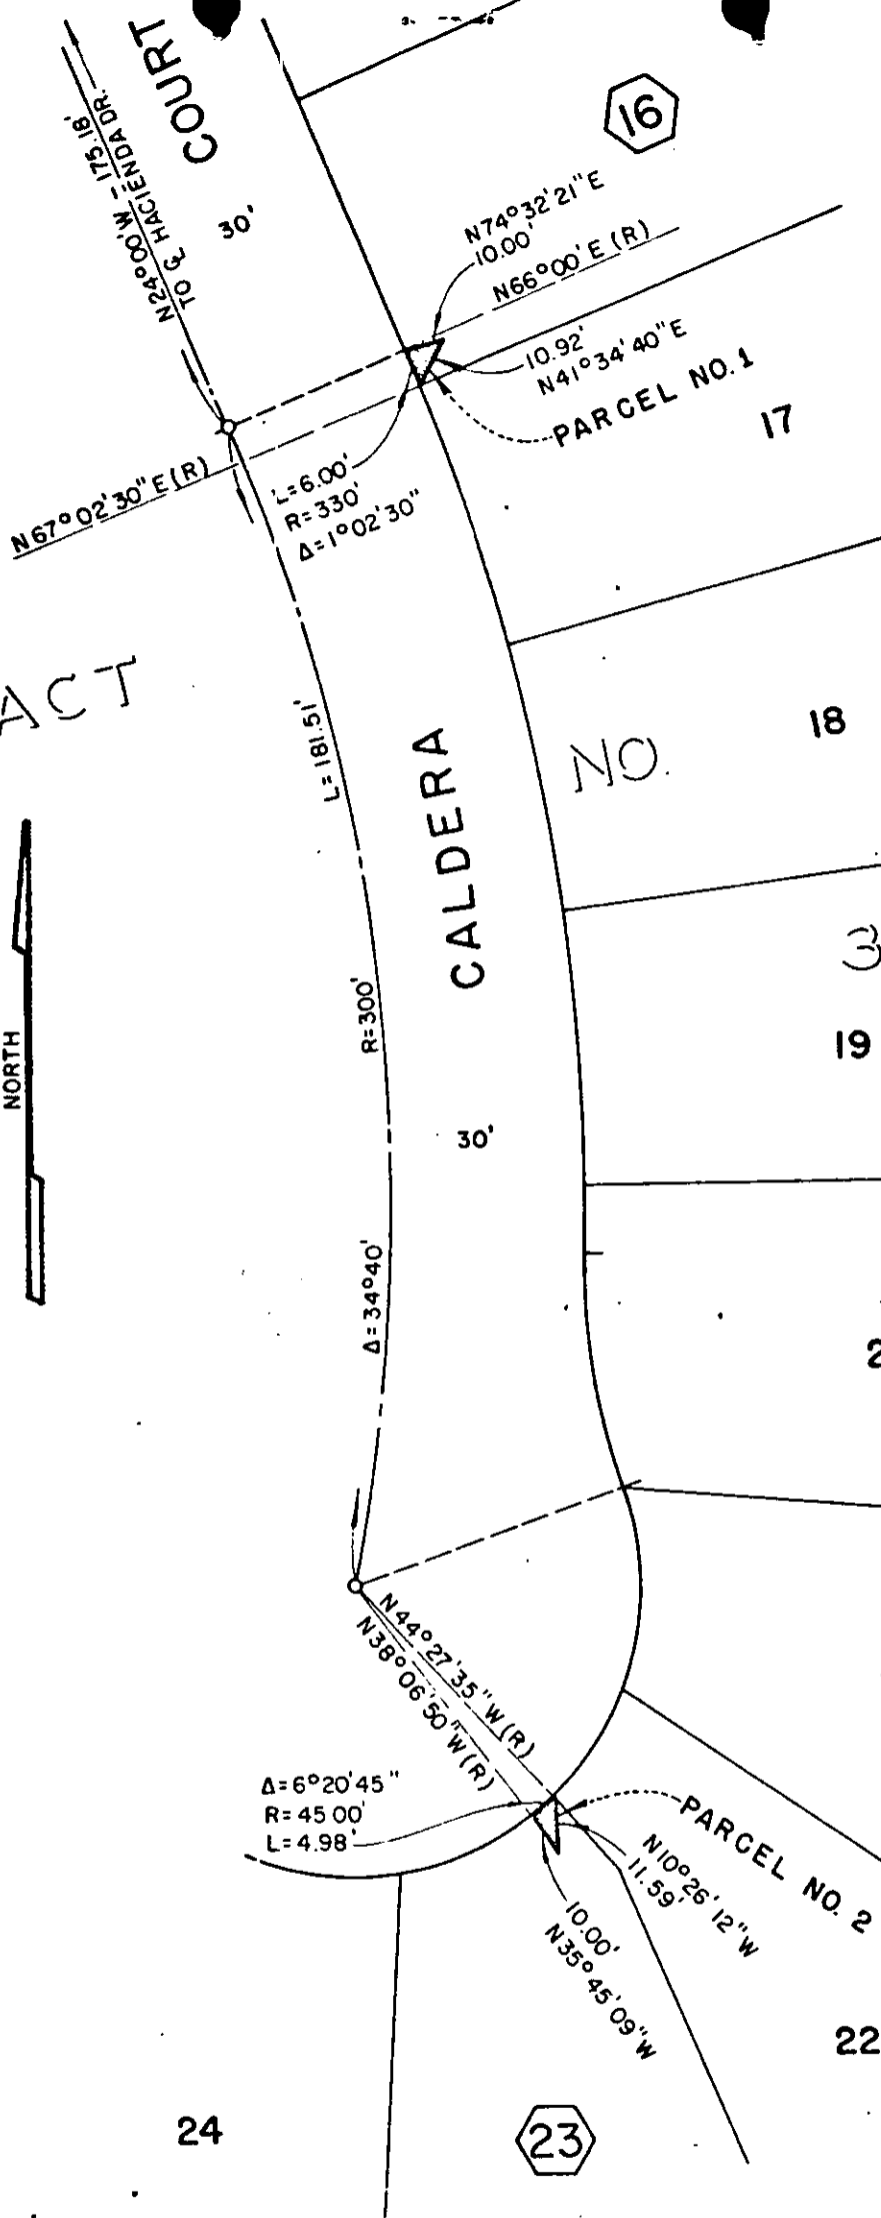 COURT
16
N24°00'W - 175.18'
TO ℄ HACIENDA DR.
30'
N74°32'21"E
10.00'
N66°00'E (R)
10.92'
N41°34'40"E
PARCEL NO. 1
17
N67°02'30"E (R)
L=6.00'
R=330'
Δ=1°02'30"
ACT
L=181.51'
CALDERA
NO.
18
NORTH
R=300'
19
30'
Δ=34°40'
N44°27'35"W (R)
N38°06'50"W (R)
Δ=6°20'45"
R=45 00'
L=4.98'
PARCEL NO. 2
N10°26'12"W
11.59'
10.00'
N35°45'09"W
22
24
23